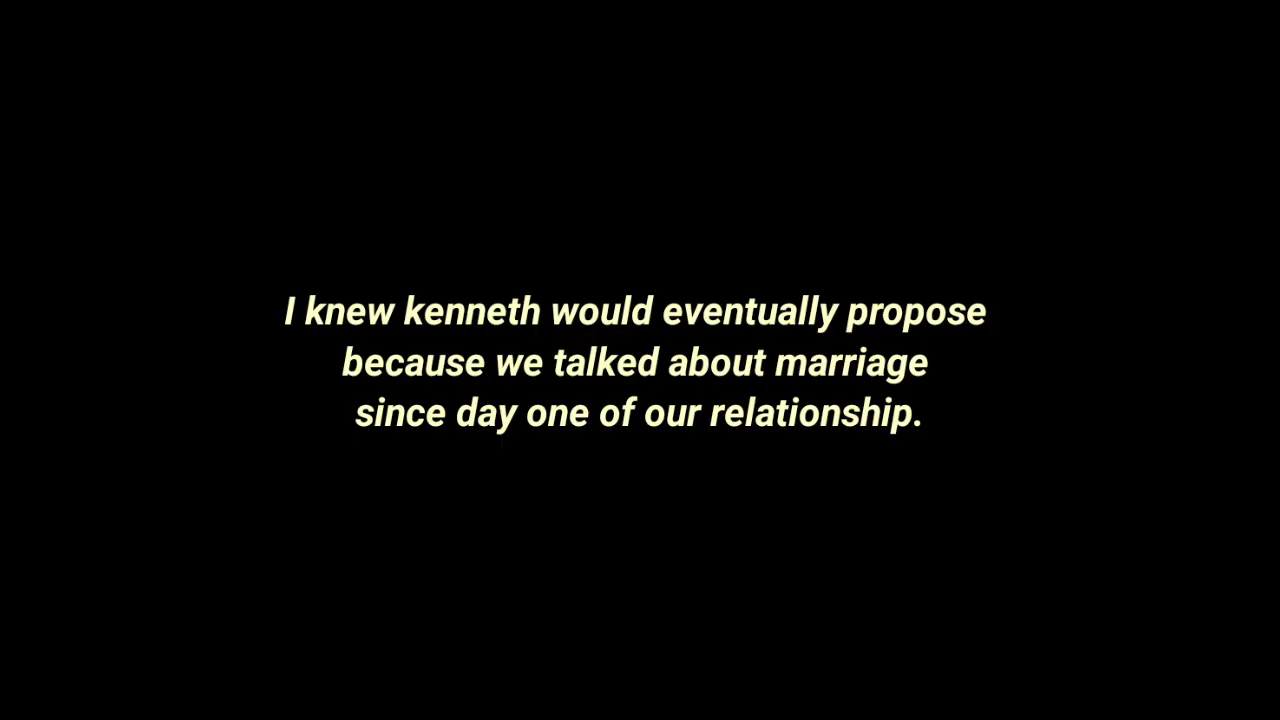 I knew kenneth would eventually propose
because we talked about marriage
since day one of our relationship.